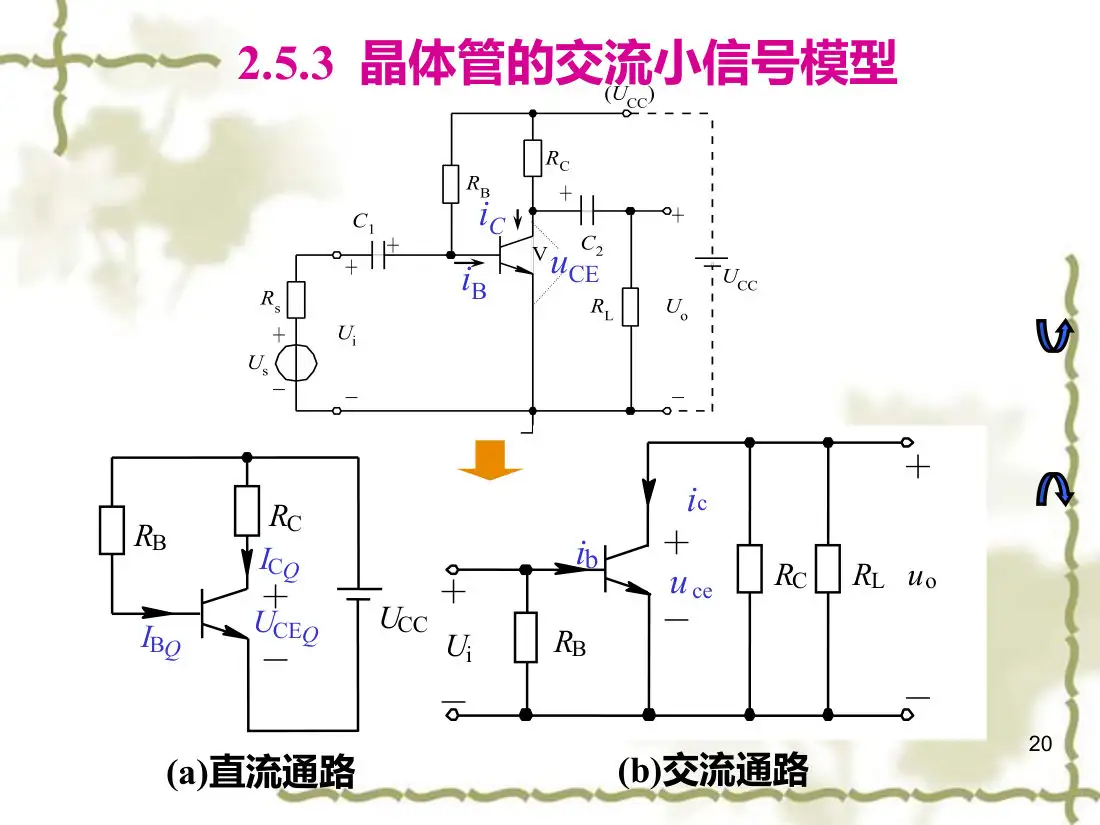 2.5.3 晶体管的交流小信号模型
(UCC)
RC
RB
iC
+
C1
+
+
C2
+
V
uCE
iB
UCC
Rs
RL
Uo
+
Ui
Us
−
−
−
RB
RC
ICQ
+
UCEQ
UCC
IBQ
−
ic
+
+
ib
uce
RC
RL
uo
+
−
Ui
RB
−
−
(a)直流通路
(b)交流通路
20